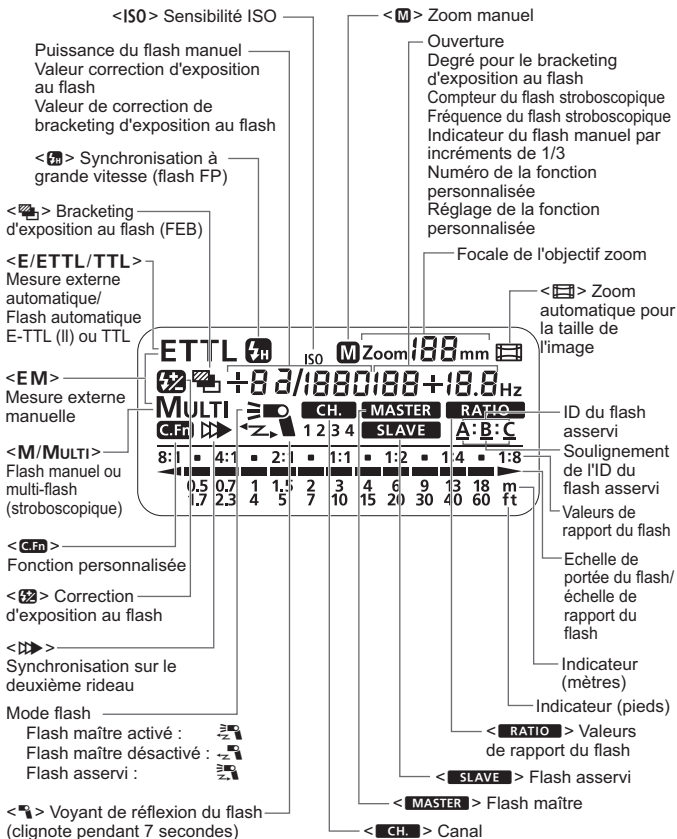 <ISO> Sensibilité ISO
Puissance du flash manuel
Valeur correction d'exposition
au flash
Valeur de correction de
bracketing d'exposition au flash
< > Synchronisation à
grande vitesse (flash FP)
< > Bracketing
d'exposition au flash (FEB)
<E/ETTL/TTL>
Mesure externe
automatique/
Flash automatique
E-TTL (II) ou TTL
<EM>
Mesure externe
manuelle
<M/MULTI>
Flash manuel ou
multi-flash
(stroboscopique)
<C.Fn>
Fonction personnalisée
< > Correction
d'exposition au flash
< >
Synchronisation sur le
deuxième rideau
Mode flash
Flash maître activé :
Flash maître désactivé :
Flash asservi :
< > Voyant de réflexion du flash
(clignote pendant 7 secondes)
<M> Zoom manuel
Ouverture
Degré pour le bracketing
d'exposition au flash
Compteur du flash stroboscopique
Fréquence du flash stroboscopique
Indicateur du flash manuel par
incréments de 1/3
Numéro de la fonction
personnalisée
Réglage de la fonction
personnalisée
Focale de l'objectif zoom
< > Zoom
automatique pour
la taille de
l'image
ETTL H ISO M Zoom 188 mm
188 +18.8 Hz
MULTI CH. MASTER RATIO
C.Fn Z 1 2 3 4 SLAVE A:B:C
8:1 ▪ 4:1 ▪ 2:1 ▪ 1:1 ▪ 1:2 ▪ 1:4 ▪ 1:8
0.5 0.7 1 1.5 2 3 4 6 9 13 18 m
1.7 2.3 4 5 7 10 15 20 30 40 60 ft
ID du flash
asservi
Soulignement
de l'ID du
flash asservi
Valeurs de
rapport du flash
Echelle de
portée du flash/
échelle de
rapport du
flash
Indicateur
(mètres)
Indicateur (pieds)
<RATIO> Valeurs
de rapport du flash
<SLAVE> Flash asservi
<MASTER> Flash maître
<CH.> Canal